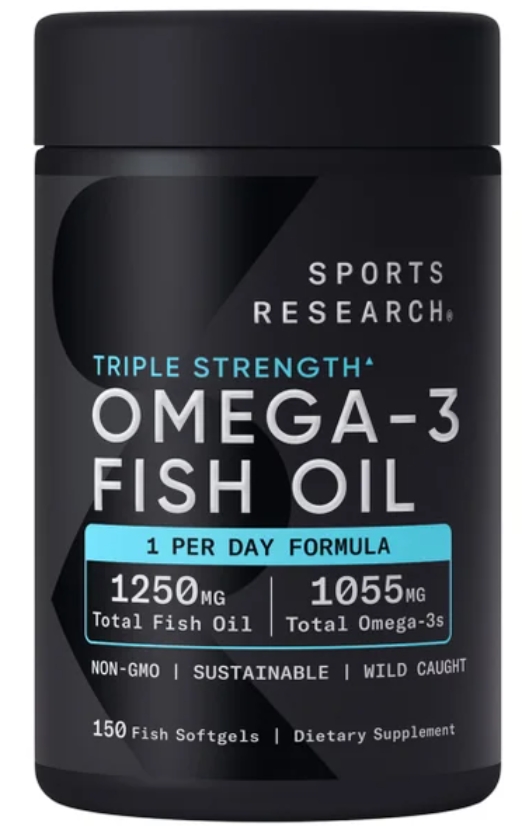 SPORTS
RESEARCH®
TRIPLE STRENGTH▲
OMEGA-3
FISH OIL
1 PER DAY FORMULA
1250MG | 1055MG
Total Fish Oil | Total Omega-3s
NON-GMO | SUSTAINABLE | WILD CAUGHT
150 Fish Softgels | Dietary Supplement